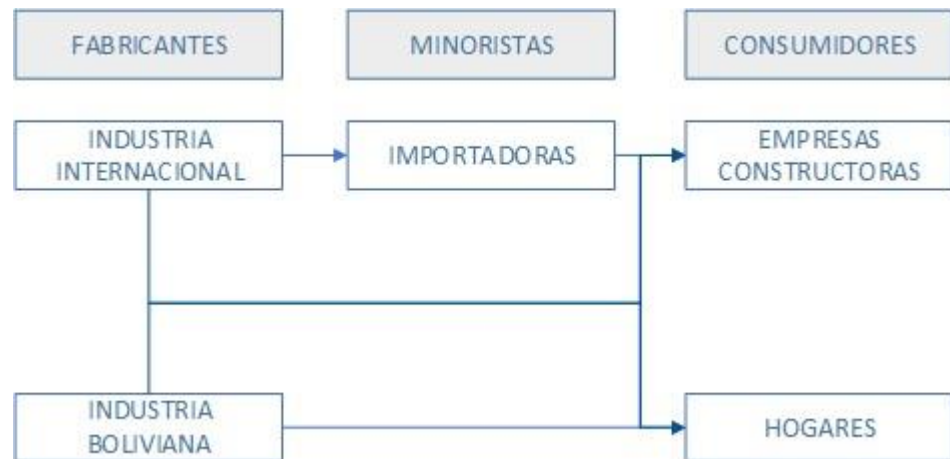 FABRICANTES
MINORISTAS
CONSUMIDORES
INDUSTRIA
INTERNACIONAL
IMPORTADORAS
EMPRESAS
CONSTRUCTORAS
INDUSTRIA
BOLIVIANA
HOGARES